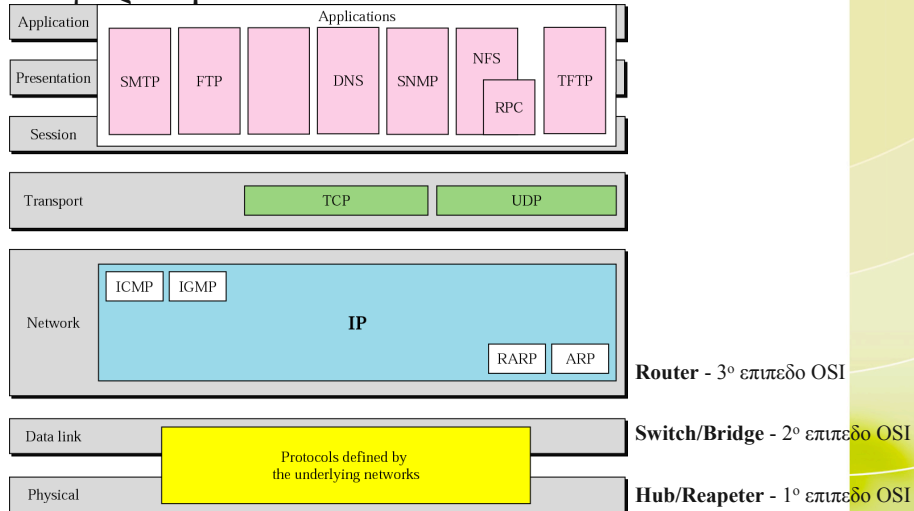 Application
Applications
Presentation
SMTP
FTP
DNS
SNMP
NFS
RPC
TFTP
Session
Transport
TCP
UDP
Network
ICMP
IGMP
IP
RARP
ARP
Router - 3ο επιπεδο OSI
Data link
Switch/Bridge - 2ο επιπεδο OSI
Protocols defined by
the underlying networks
Physical
Hub/Reapeter - 1ο επιπεδο OSI